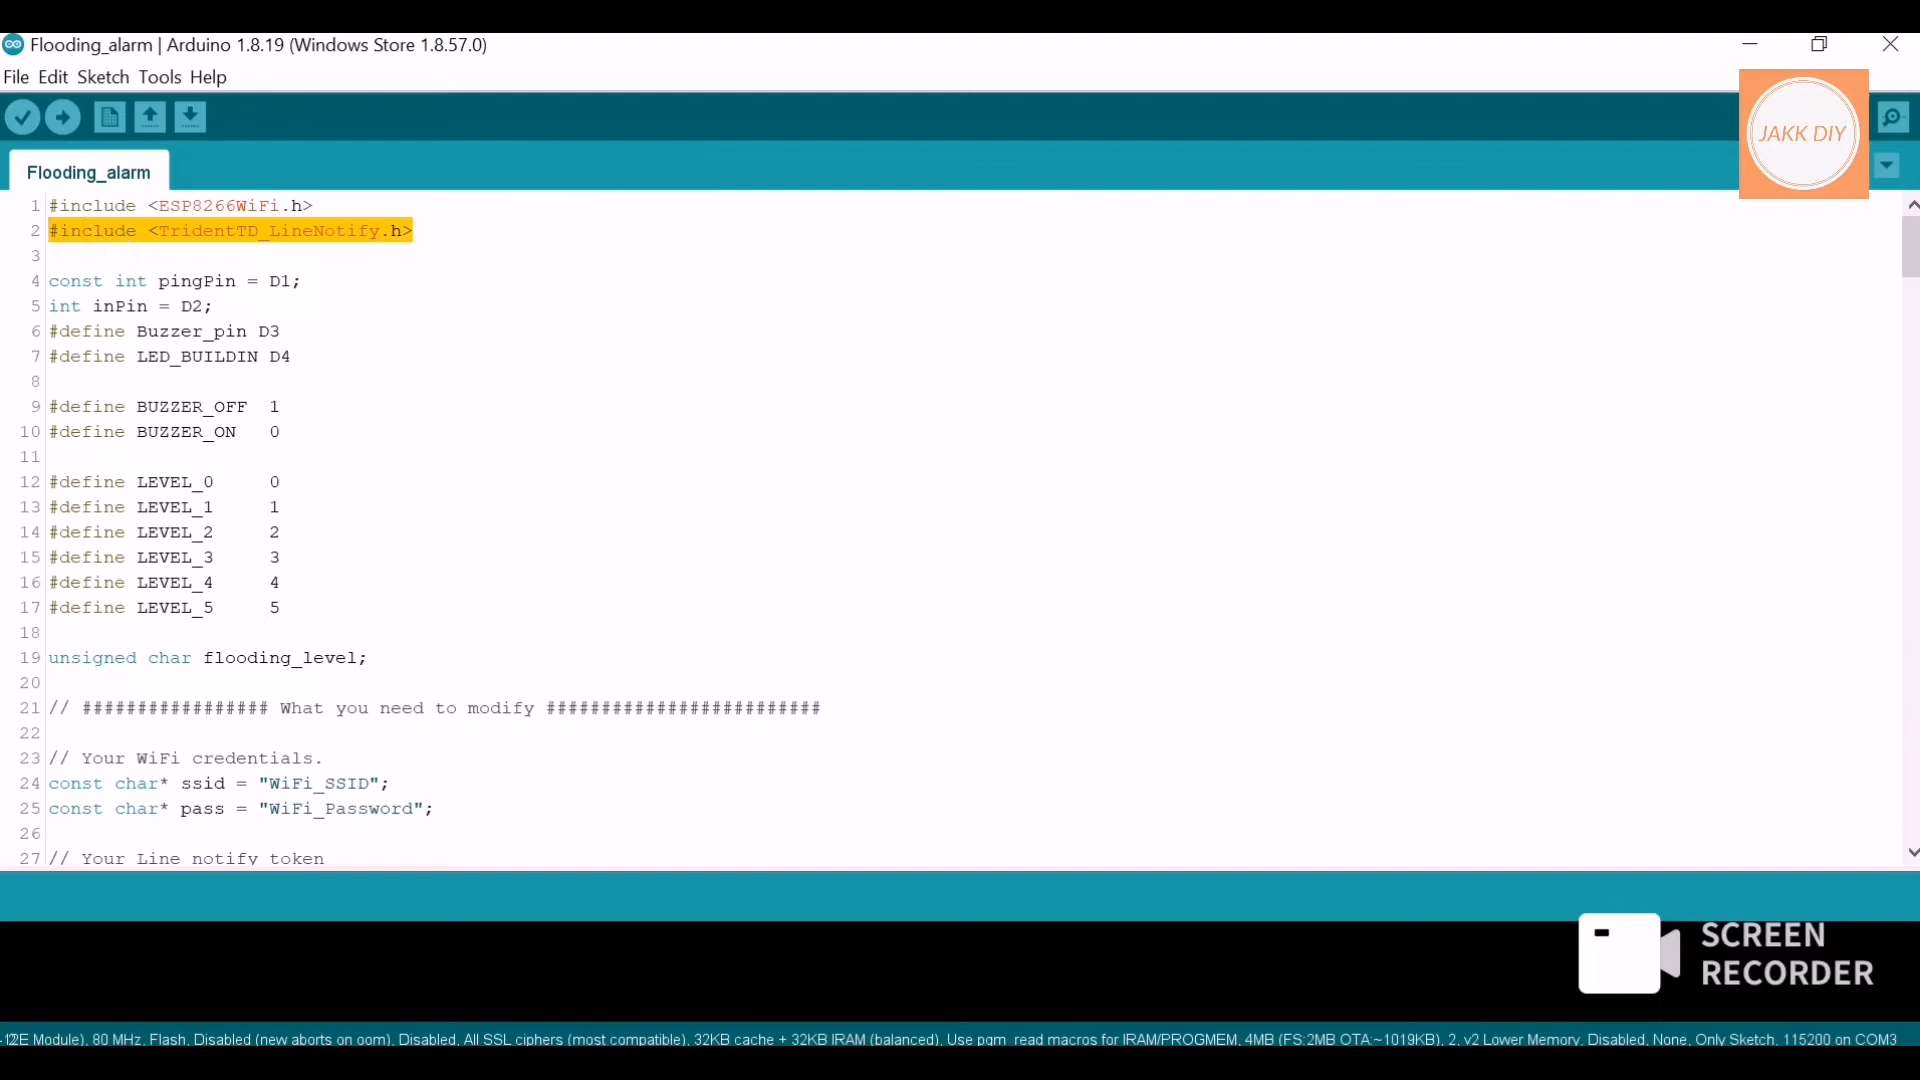 Flooding_alarm | Arduino 1.8.19 (Windows Store 1.8.57.0)
File Edit Sketch Tools Help
JAKK DIY
Flooding_alarm
1 #include <ESP8266WiFi.h>
2 #include <TridentTD_LineNotify.h>
3
4 const int pingPin = D1;
5 int inPin = D2;
6 #define Buzzer_pin D3
7 #define LED_BUILDIN D4
8
9 #define BUZZER_OFF  1
10 #define BUZZER_ON   0
11
12 #define LEVEL_0     0
13 #define LEVEL_1     1
14 #define LEVEL_2     2
15 #define LEVEL_3     3
16 #define LEVEL_4     4
17 #define LEVEL_5     5
18
19 unsigned char flooding_level;
20
21 // ################# What you need to modify #########################
22
23 // Your WiFi credentials.
24 const char* ssid = "WiFi_SSID";
25 const char* pass = "WiFi_Password";
26
27 // Your Line notify token
SCREEN
RECORDER
Module), 80 MHz, Flash, Disabled (new aborts on oom), Disabled, All SSL ciphers (most compatible), 32KB cache + 32KB IRAM (balanced), Use pgm_read macros for IRAM/PROGMEM, 4MB (FS:2MB OTA:~1019KB), 2, v2 Lower Memory, Disabled, None, Only Sketch, 115200 on COM3